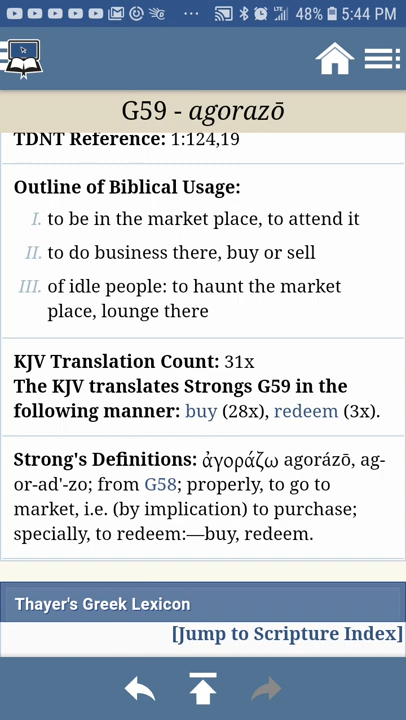 48% 5:44 PM
G59 - agorazō
TDNT Reference: 1:124,19
Outline of Biblical Usage:
I. to be in the market place, to attend it
II. to do business there, buy or sell
III. of idle people: to haunt the market
place, lounge there
KJV Translation Count: 31x
The KJV translates Strongs G59 in the
following manner: buy (28x), redeem (3x).
Strong's Definitions: ἀγοράζω agorázō, ag-
or-ad'-zo; from G58; properly, to go to
market, i.e. (by implication) to purchase;
specially, to redeem:—buy, redeem.
Thayer's Greek Lexicon
[Jump to Scripture Index]